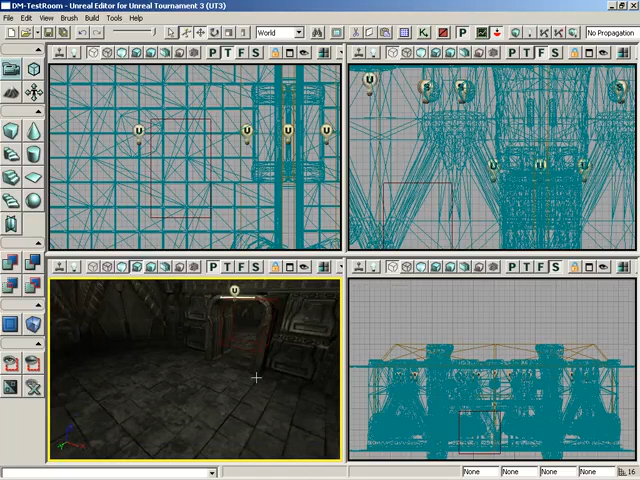 DM-TestRoom - Unreal Editor for Unreal Tournament 3 (UT3)
File Edit View Brush Build Tools Help
World
P
No Propagation
P T F S
P T F S
U U U U
U S S S
U U U
P T F S
P T F S
U
None None None None 16